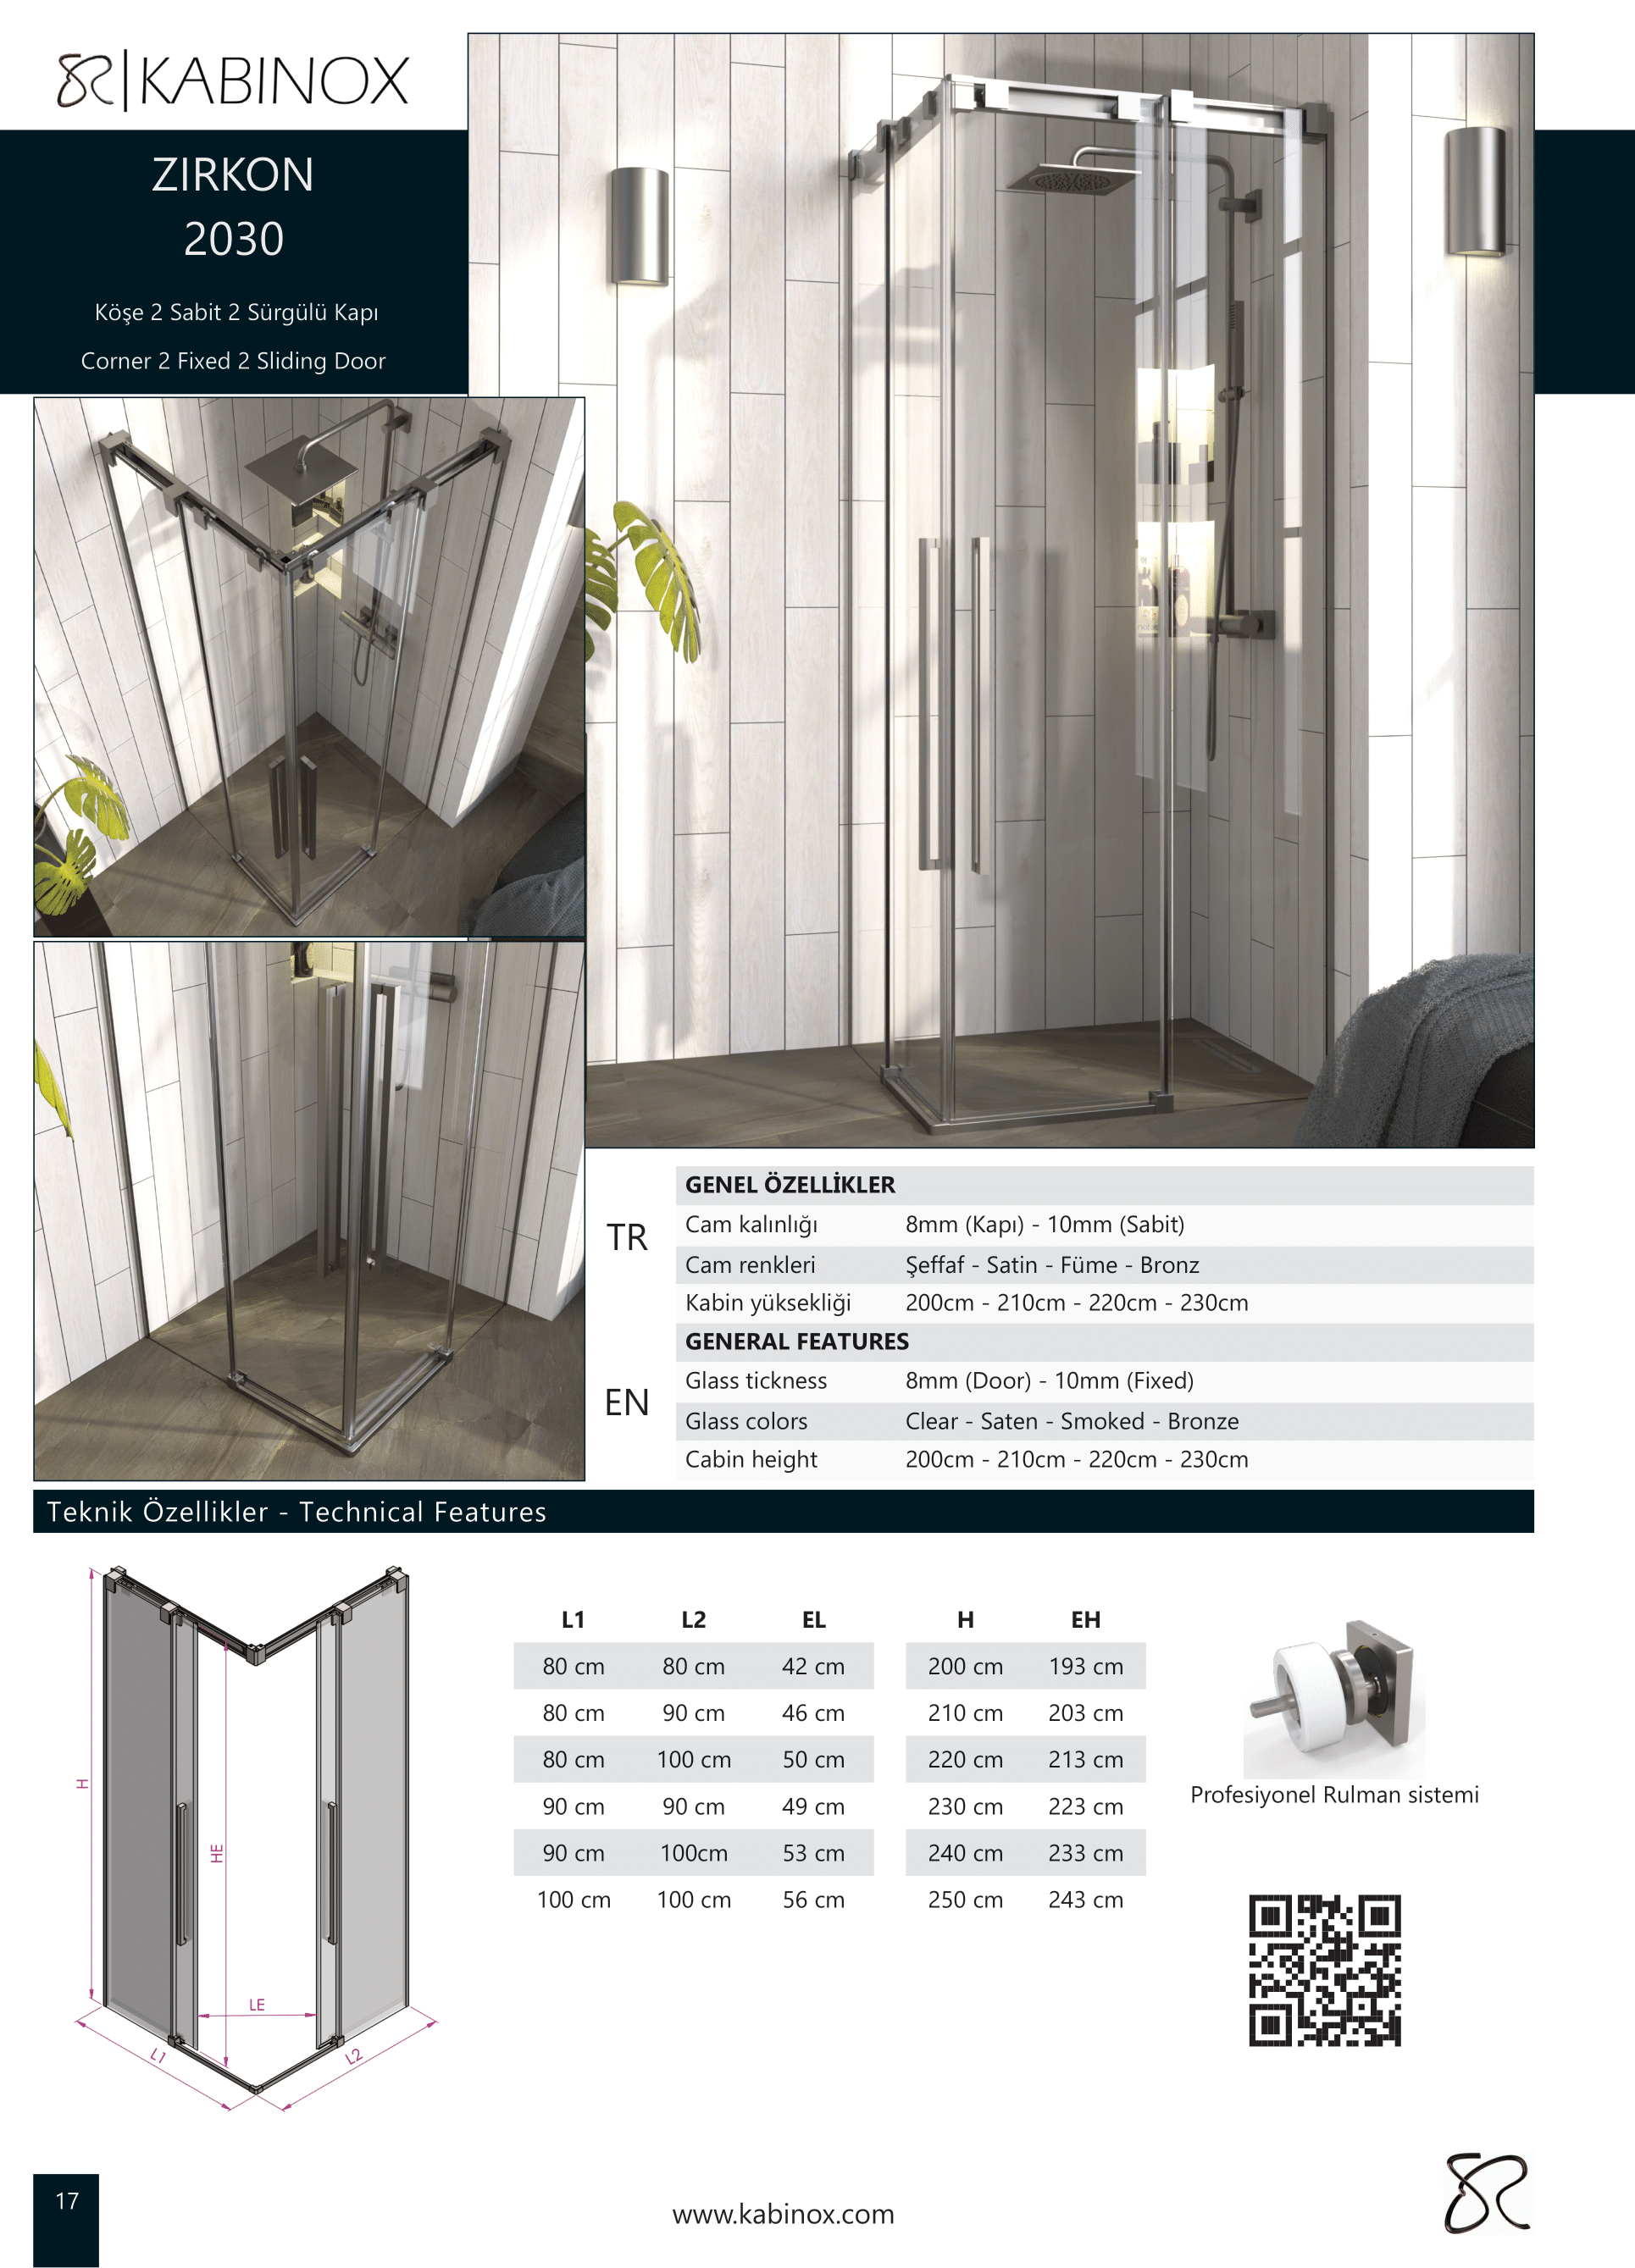 KABINOX
ZIRKON
2030
Köşe 2 Sabit 2 Sürgülü Kapı
Corner 2 Fixed 2 Sliding Door
TR
GENEL ÖZELLİKLER
Cam kalınlığı 8mm (Kapı) - 10mm (Sabit)
Cam renkleri Şeffaf - Satin - Füme - Bronz
Kabin yüksekliği 200cm - 210cm - 220cm - 230cm
EN
GENERAL FEATURES
Glass tickness 8mm (Door) - 10mm (Fixed)
Glass colors Clear - Saten - Smoked - Bronze
Cabin height 200cm - 210cm - 220cm - 230cm
Teknik Özellikler - Technical Features
H
HE
LE
L1
L2
L1 L2 EL H EH
80 cm 80 cm 42 cm 200 cm 193 cm
80 cm 90 cm 46 cm 210 cm 203 cm
80 cm 100 cm 50 cm 220 cm 213 cm
90 cm 90 cm 49 cm 230 cm 223 cm
90 cm 100cm 53 cm 240 cm 233 cm
100 cm 100 cm 56 cm 250 cm 243 cm
Profesiyonel Rulman sistemi
17
www.kabinox.com